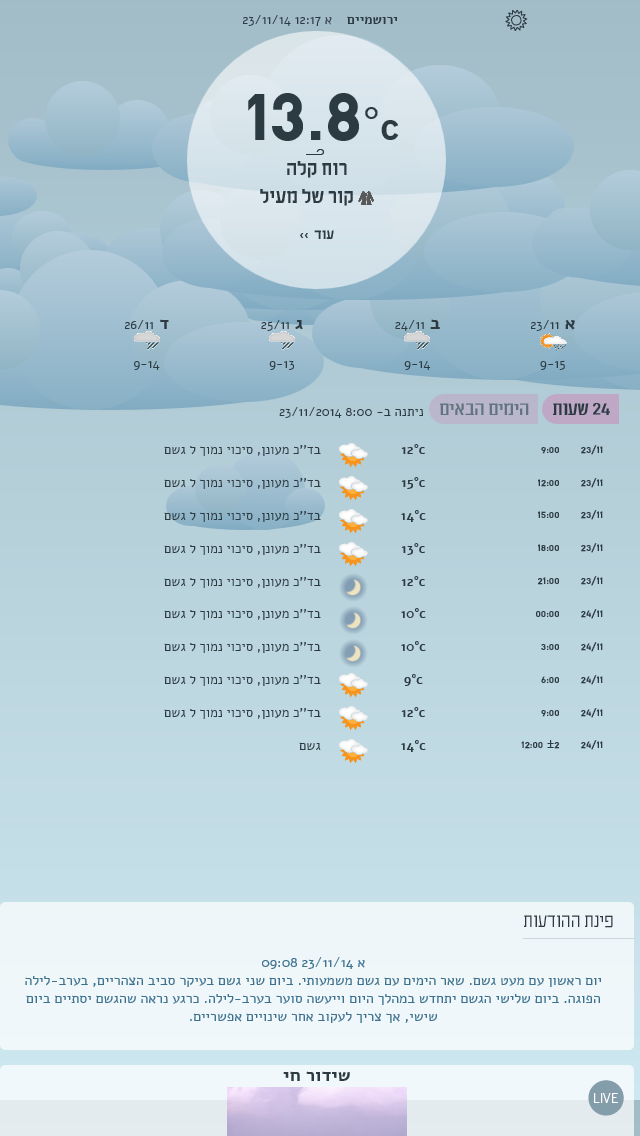 ירושמיים א 12:17 23/11/14
13.8°c
רוח קלה
קור של מעיל
עוד ››
א 23/11 ב 24/11 ג 25/11 ד 26/11
9-15 9-14 9-13 9-14
24 שעות הימים הבאים ניתנה ב- 8:00 23/11/2014
23/11 9:00 12°c בד"כ מעונן, סיכוי נמוך ל גשם
23/11 12:00 15°c בד"כ מעונן, סיכוי נמוך ל גשם
23/11 15:00 14°c בד"כ מעונן, סיכוי נמוך ל גשם
23/11 18:00 13°c בד"כ מעונן, סיכוי נמוך ל גשם
23/11 21:00 12°c בד"כ מעונן, סיכוי נמוך ל גשם
24/11 00:00 10°c בד"כ מעונן, סיכוי נמוך ל גשם
24/11 3:00 10°c בד"כ מעונן, סיכוי נמוך ל גשם
24/11 6:00 9°c בד"כ מעונן, סיכוי נמוך ל גשם
24/11 9:00 12°c בד"כ מעונן, סיכוי נמוך ל גשם
24/11 12:00 ±2 14°c גשם
פינת ההודעות
א 23/11/14 09:08
יום ראשון עם מעט גשם. שאר הימים עם גשם משמעותי. ביום שני גשם בעיקר סביב הצהריים, בערב-לילה
הפוגה. ביום שלישי הגשם יתחדש במהלך היום וייעשה סוער בערב-לילה. כרגע נראה שהגשם יסתיים ביום
שישי, אך צריך לעקוב אחר שינויים אפשריים.
שידור חי
LIVE